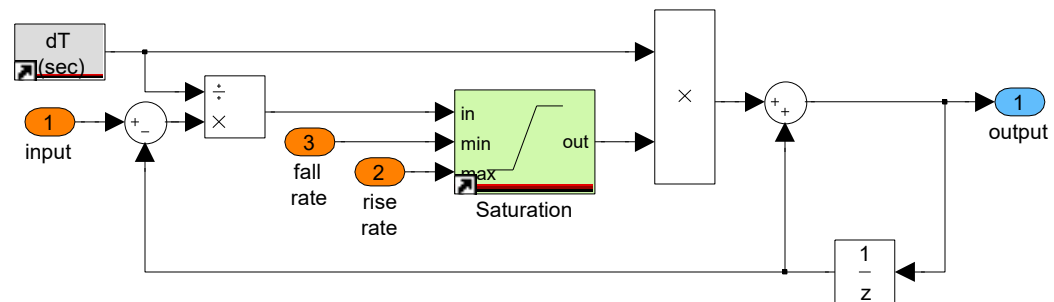 dT
(sec)
÷
×
1
input
+
−
3
fall
rate
2
rise
rate
in
min
max
out
Saturation
×
+
+
1
output
1
z